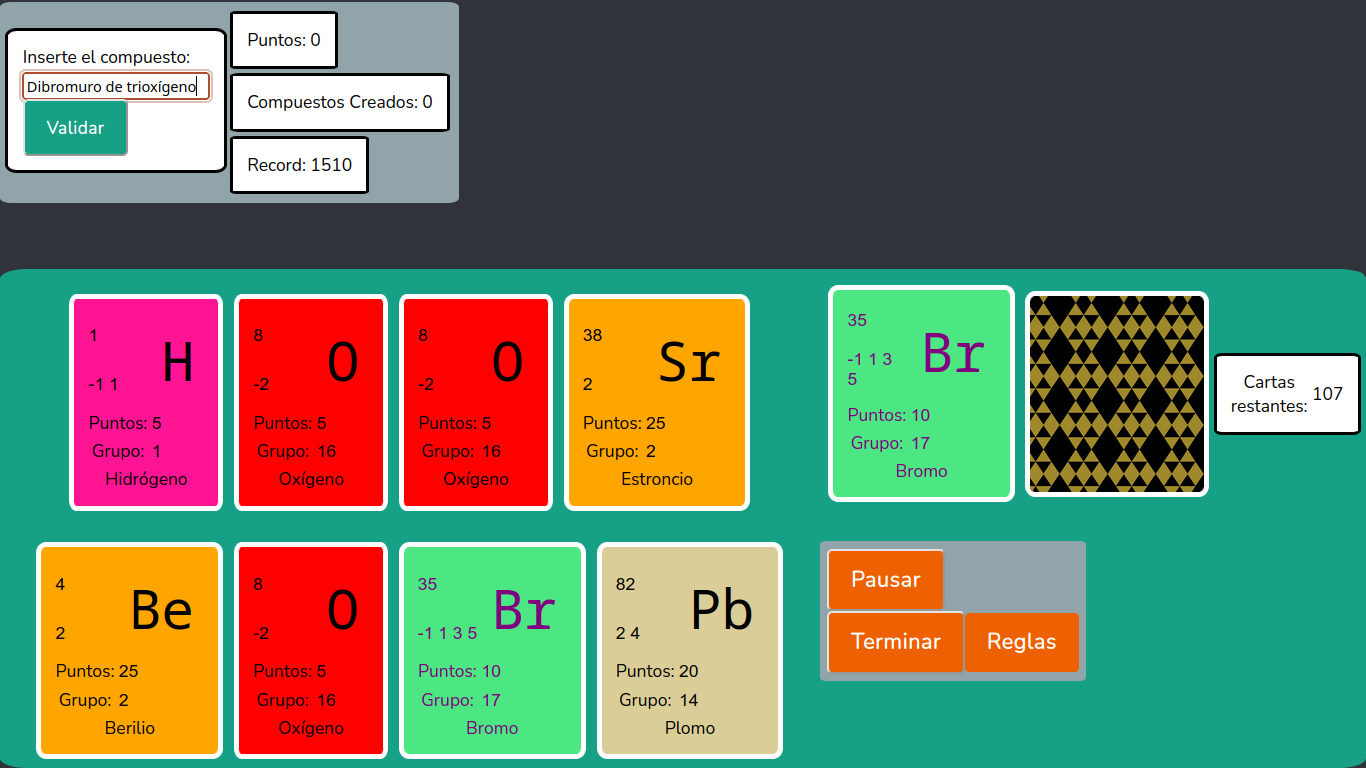 Inserte el compuesto:
Dibromuro de trioxígeno
Validar
Puntos: 0
Compuestos Creados: 0
Record: 1510
1
H
-1 1
Puntos: 5
Grupo: 1
Hidrógeno
8
O
-2
Puntos: 5
Grupo: 16
Oxígeno
8
O
-2
Puntos: 5
Grupo: 16
Oxígeno
38
Sr
2
Puntos: 25
Grupo: 2
Estroncio
35
Br
-1 1 3
5
Puntos: 10
Grupo: 17
Bromo
Cartas
restantes:
107
4
Be
2
Puntos: 25
Grupo: 2
Berilio
8
O
-2
Puntos: 5
Grupo: 16
Oxígeno
35
Br
-1 1 3 5
Puntos: 10
Grupo: 17
Bromo
82
Pb
2 4
Puntos: 20
Grupo: 14
Plomo
Pausar
Terminar
Reglas